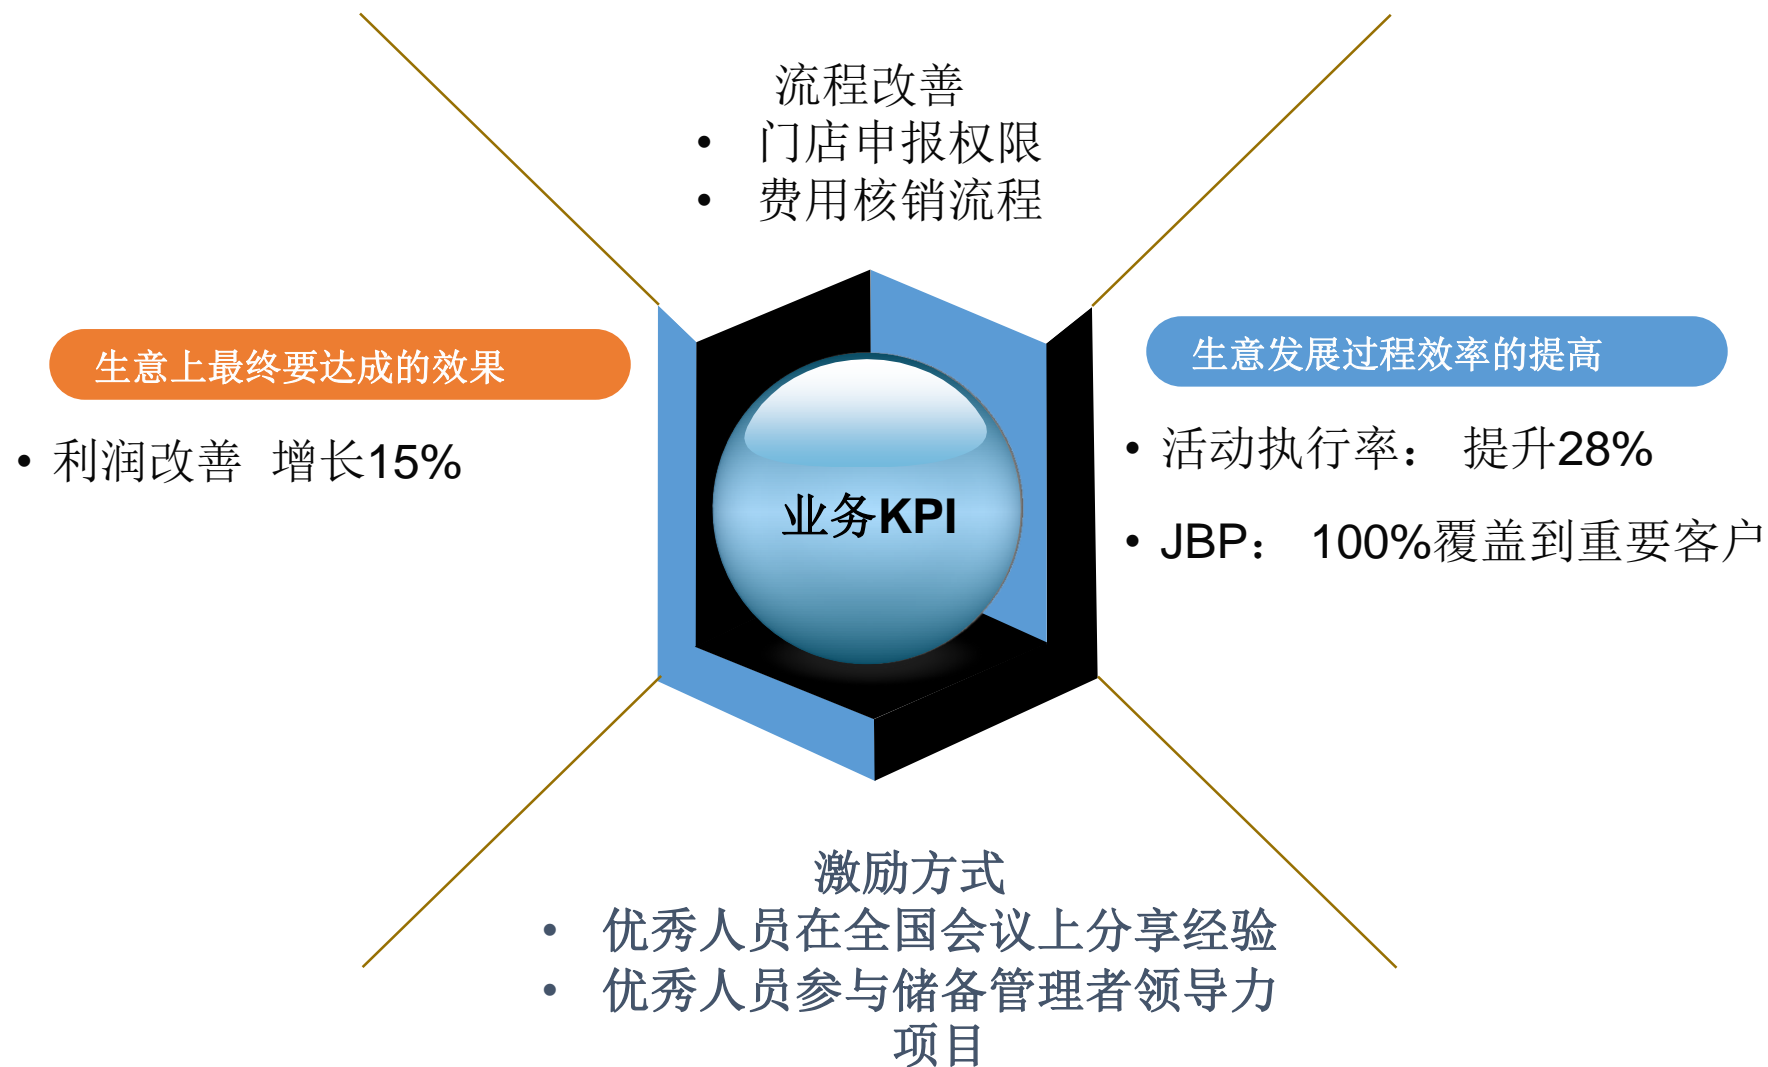 流程改善
• 门店申报权限
• 费用核销流程
生意上最终要达成的效果
• 利润改善 增长15%
业务KPI
生意发展过程效率的提高
• 活动执行率： 提升28%
• JBP： 100%覆盖到重要客户
激励方式
• 优秀人员在全国会议上分享经验
• 优秀人员参与储备管理者领导力
项目